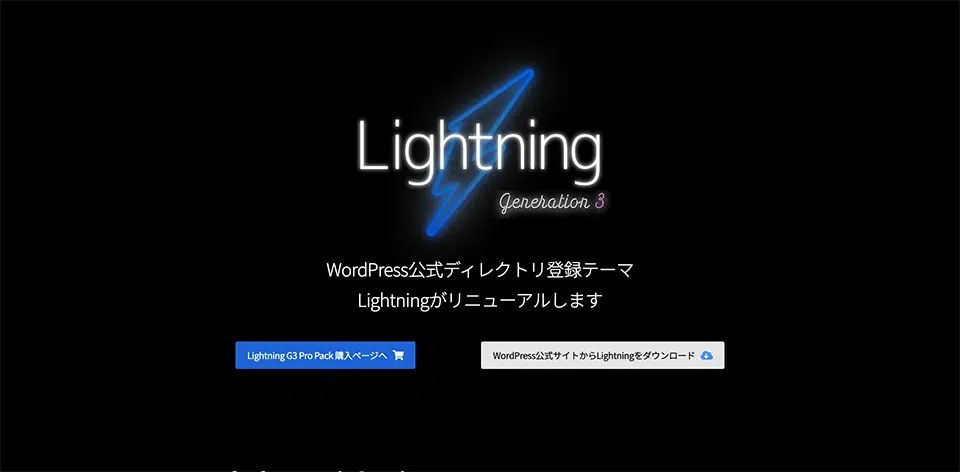 Lightning
Generation 3
WordPress公式ディレクトリ登録テーマ
Lightningがリニューアルします
Lightning G3 Pro Pack 購入ページへ
WordPress公式サイトからLightningをダウンロード